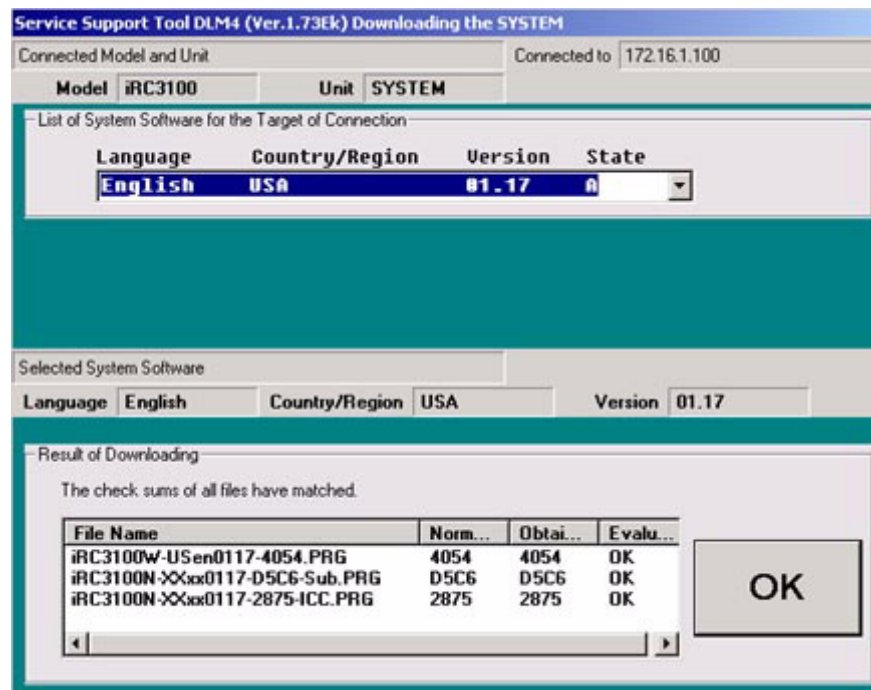 Service Support Tool DLM4 (Ver.1.73Ek) Downloading the SYSTEM
Connected Model and Unit Connected to 172.16.1.100
Model iRC3100 Unit SYSTEM
List of System Software for the Target of Connection
Language Country/Region Version State
English USA 01.17 A
Selected System Software
Language English Country/Region USA Version 01.17
Result of Downloading
The check sums of all files have matched.
File Name Norm... Obtai... Evalu...
iRC3100W-USen0117-4054.PRG 4054 4054 OK
iRC3100N-XXxx0117-D5C6-Sub.PRG D5C6 D5C6 OK
iRC3100N-XXxx0117-2875-ICC.PRG 2875 2875 OK
OK